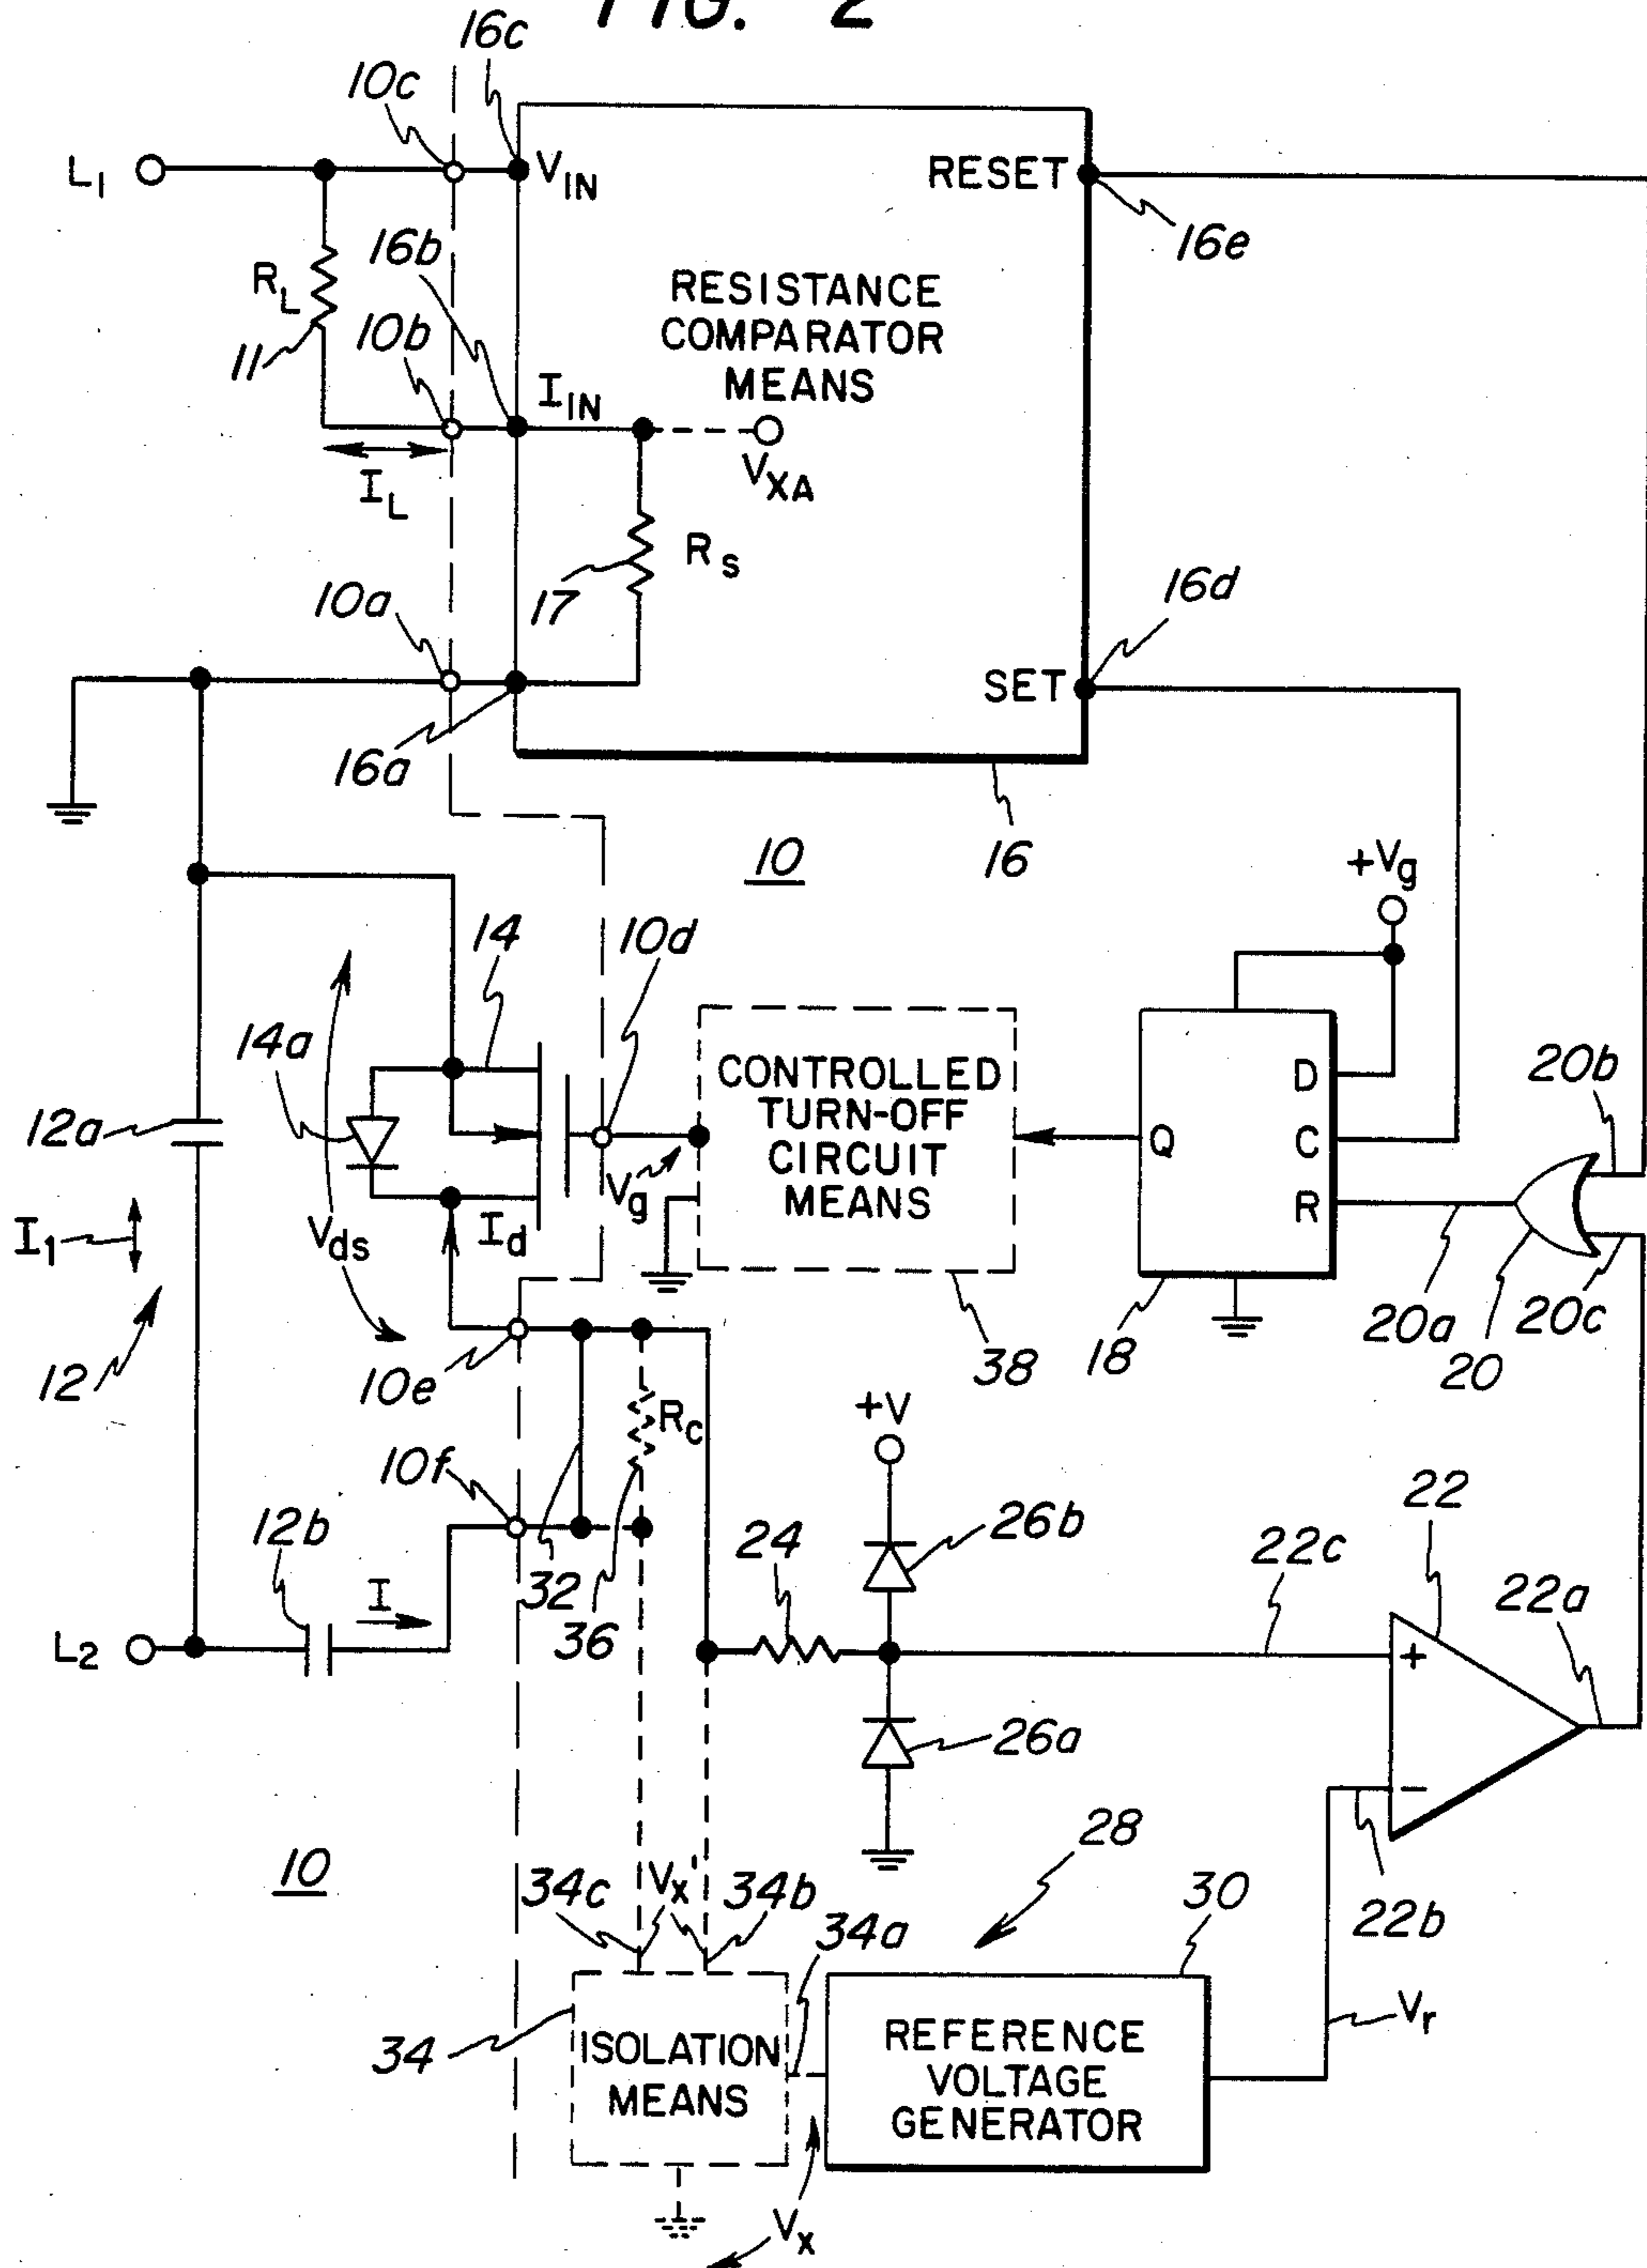 FIG. 2
16c
10c
L1
VIN
RESET
16e
16b
RL
10b
11
RESISTANCE
COMPARATOR
MEANS
IIN
VXA
IL
Rs
17
10a
16d
SET
16a
16
10
+Vg
14
10d
14a
CONTROLLED
TURN-OFF
CIRCUIT
MEANS
D
C
Q
R
20b
12a
Vg
I1
Vds
Id
12
10e
38
18
20a
20
20c
Rc
+V
10f
12b
I
32
36
24
26b
22c
22
22a
L2
+
26a
−
10
28
34c
Vx'
34b
34a
30
22b
34
ISOLATION
MEANS
REFERENCE
VOLTAGE
GENERATOR
Vr
Vx